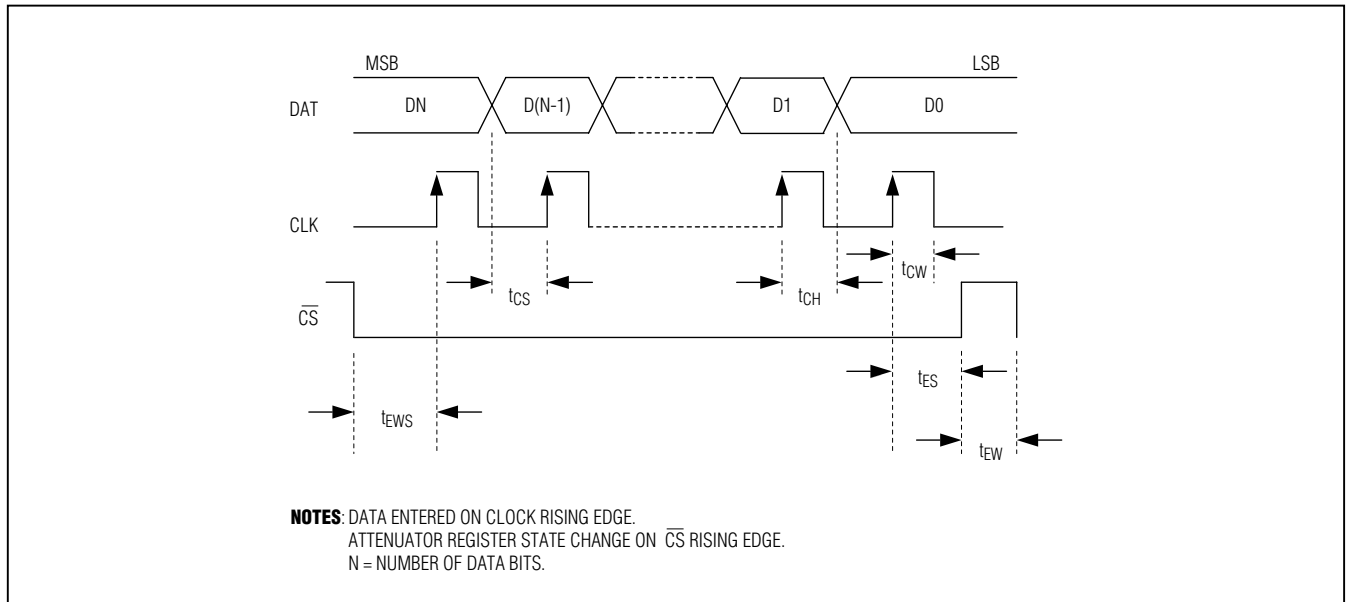 MSB LSB
DAT DN D(N-1) D1 D0
CLK
tCW
tCS tCH
CS
tES
tEWS
tEW
NOTES: DATA ENTERED ON CLOCK RISING EDGE.
ATTENUATOR REGISTER STATE CHANGE ON CS RISING EDGE.
N = NUMBER OF DATA BITS.